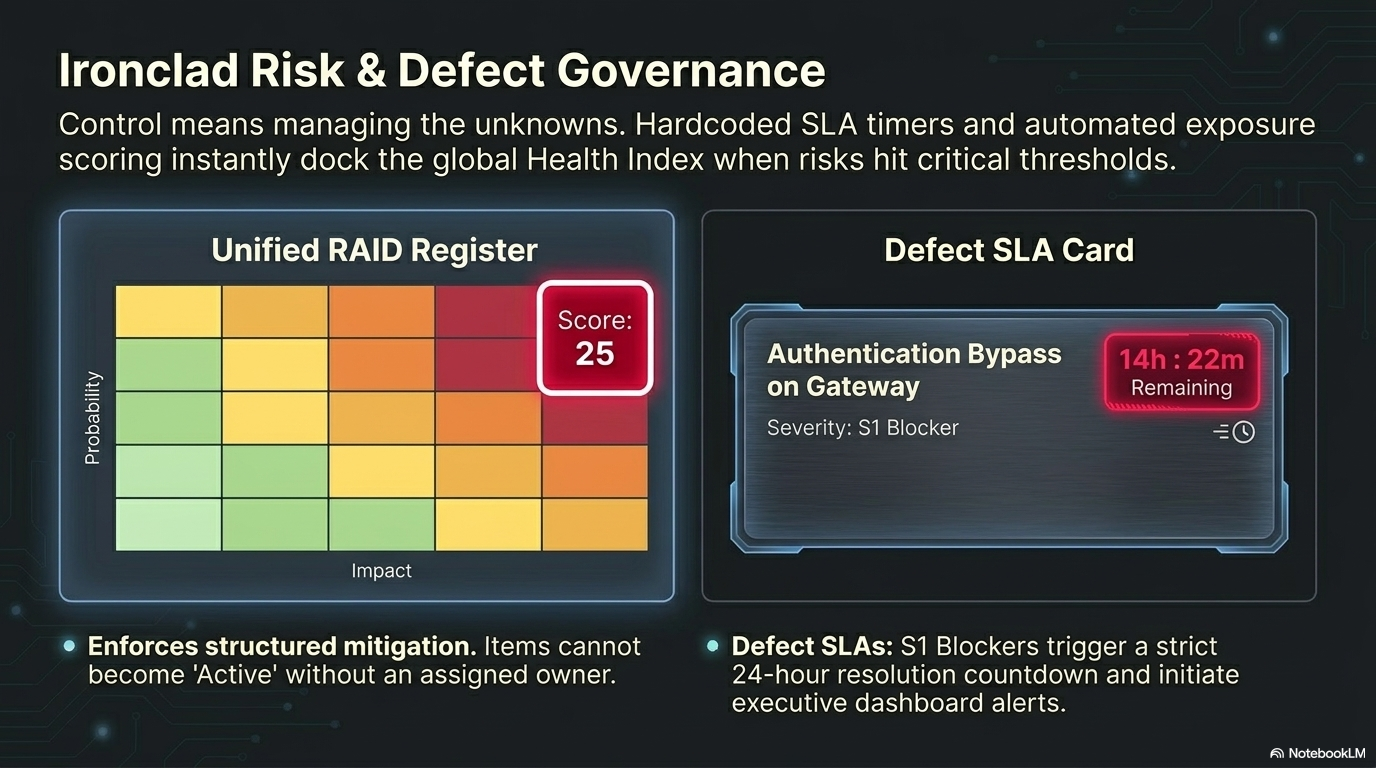 Ironclad Risk & Defect Governance
Control means managing the unknowns. Hardcoded SLA timers and automated exposure
scoring instantly dock the global Health Index when risks hit critical thresholds.
Unified RAID Register
Score:
25
Probability
Impact
Enforces structured mitigation. Items cannot
become 'Active' without an assigned owner.
Defect SLA Card
Authentication Bypass
on Gateway
Severity: S1 Blocker
14h : 22m
Remaining
Defect SLAs: S1 Blockers trigger a strict
24-hour resolution countdown and initiate
executive dashboard alerts.
NotebookLM